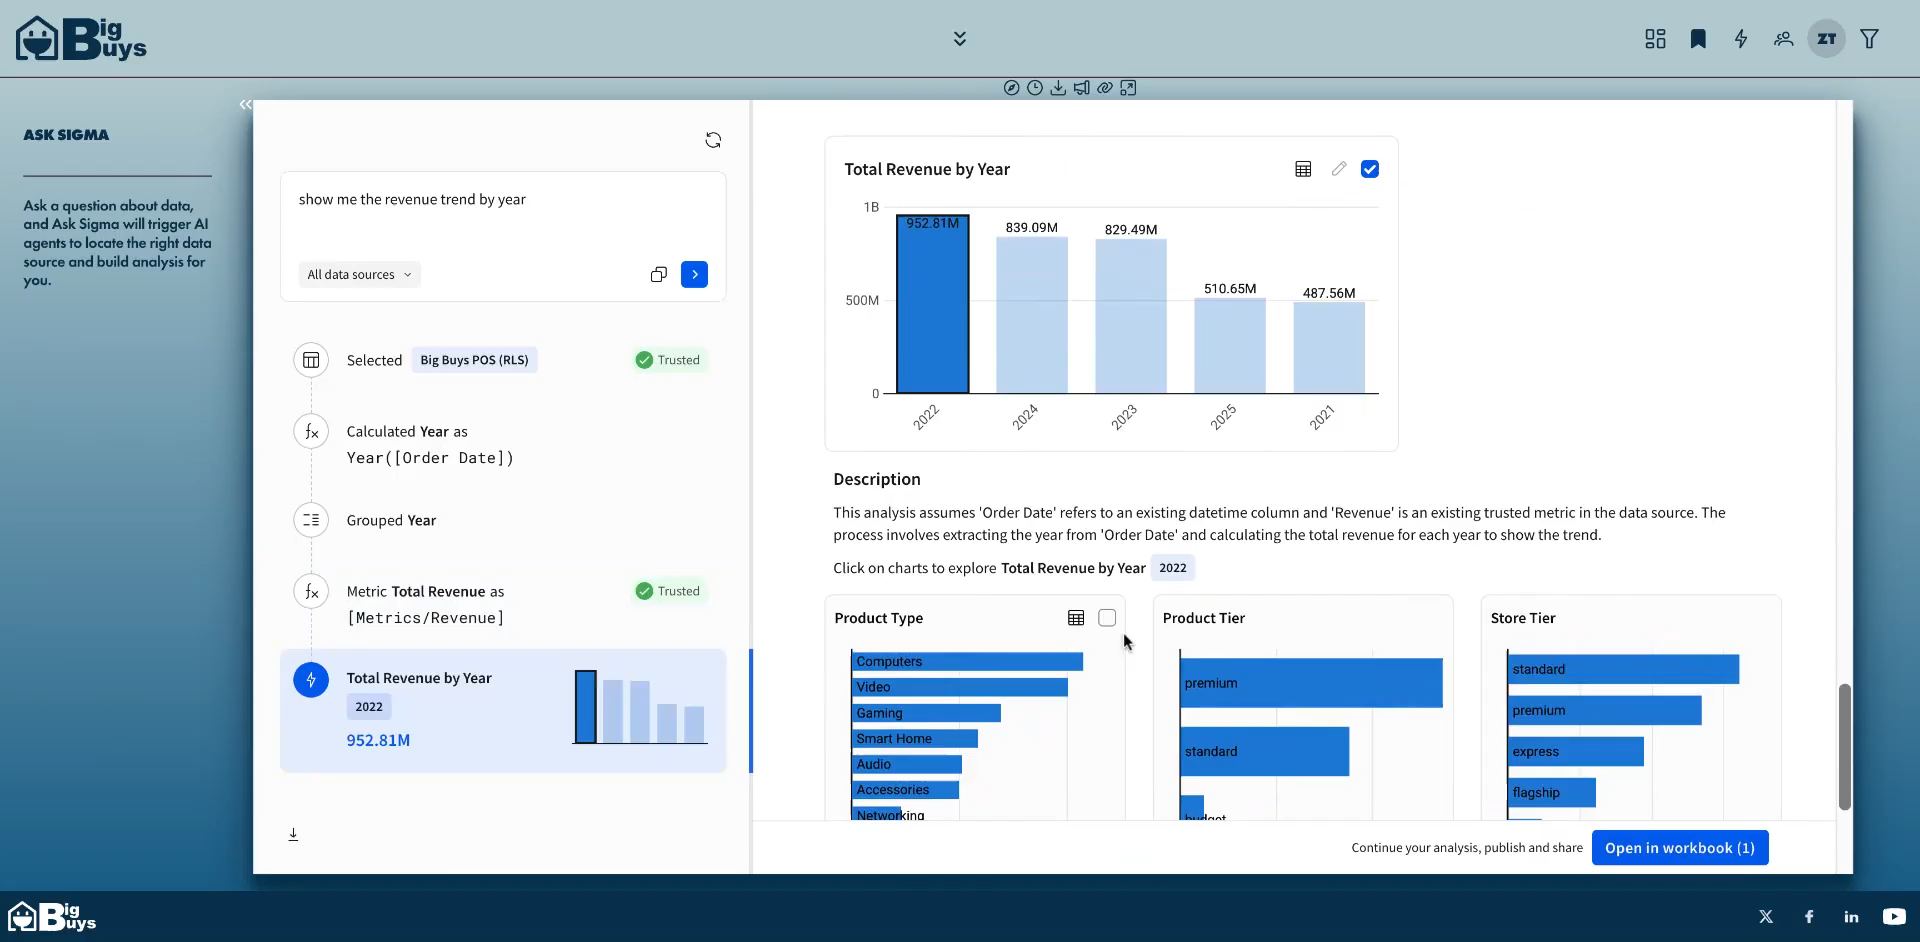 Big Buys
ZT
ASK SIGMA
Ask a question about data,
and Ask Sigma will trigger AI
agents to locate the right data
source and build analysis for
you.
show me the revenue trend by year
All data sources
Selected Big Buys POS (RLS) Trusted
Calculated Year as
Year([Order Date])
Grouped Year
Metric Total Revenue as Trusted
[Metrics/Revenue]
Total Revenue by Year
2022
952.81M
Total Revenue by Year
1B
500M
0
952.81M 839.09M 829.49M 510.65M 487.56M
2022 2024 2023 2025 2021
Description
This analysis assumes 'Order Date' refers to an existing datetime column and 'Revenue' is an existing trusted metric in the data source. The
process involves extracting the year from 'Order Date' and calculating the total revenue for each year to show the trend.
Click on charts to explore Total Revenue by Year 2022
Product Type
Computers
Video
Gaming
Smart Home
Audio
Accessories
Networking
Product Tier
premium
standard
budget
Store Tier
standard
premium
express
flagship
Continue your analysis, publish and share Open in workbook (1)
Big Buys